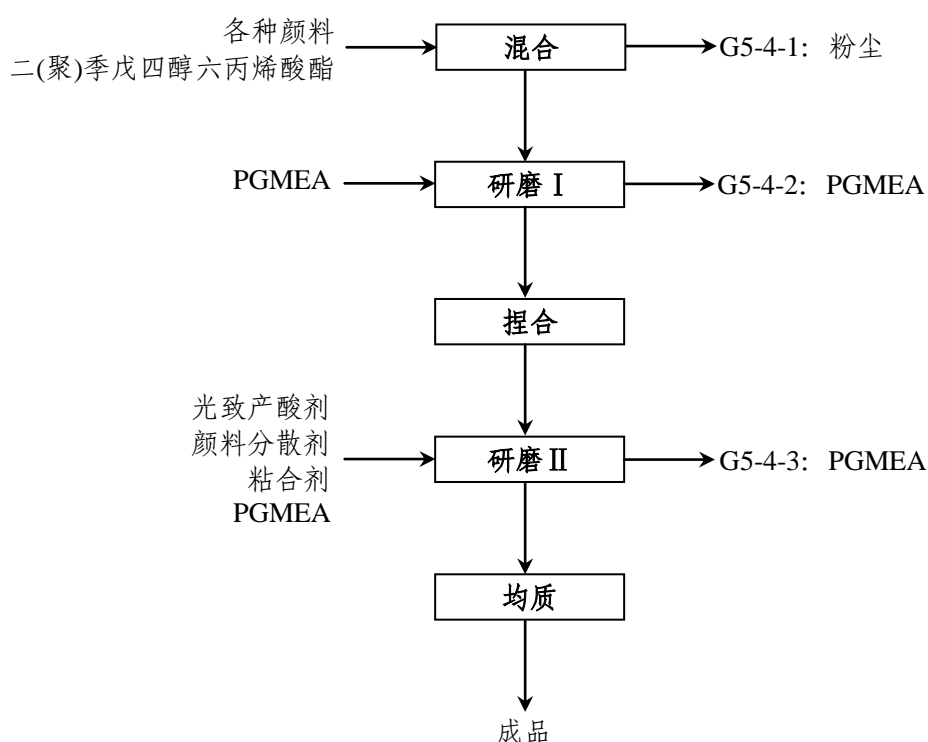 各种颜料
二(聚)季戊四醇六丙烯酸酯
混合
G5-4-1: 粉尘
PGMEA
研磨Ⅰ
G5-4-2: PGMEA
捏合
光致产酸剂
颜料分散剂
粘合剂
PGMEA
研磨Ⅱ
G5-4-3: PGMEA
均质
成品